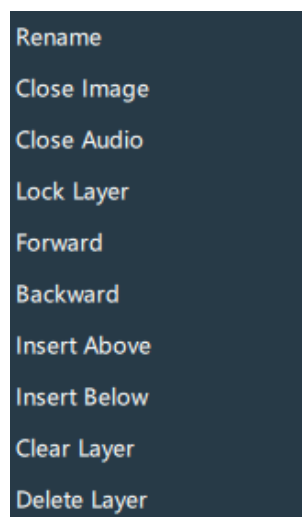 Rename
Close Image
Close Audio
Lock Layer
Forward
Backward
Insert Above
Insert Below
Clear Layer
Delete Layer